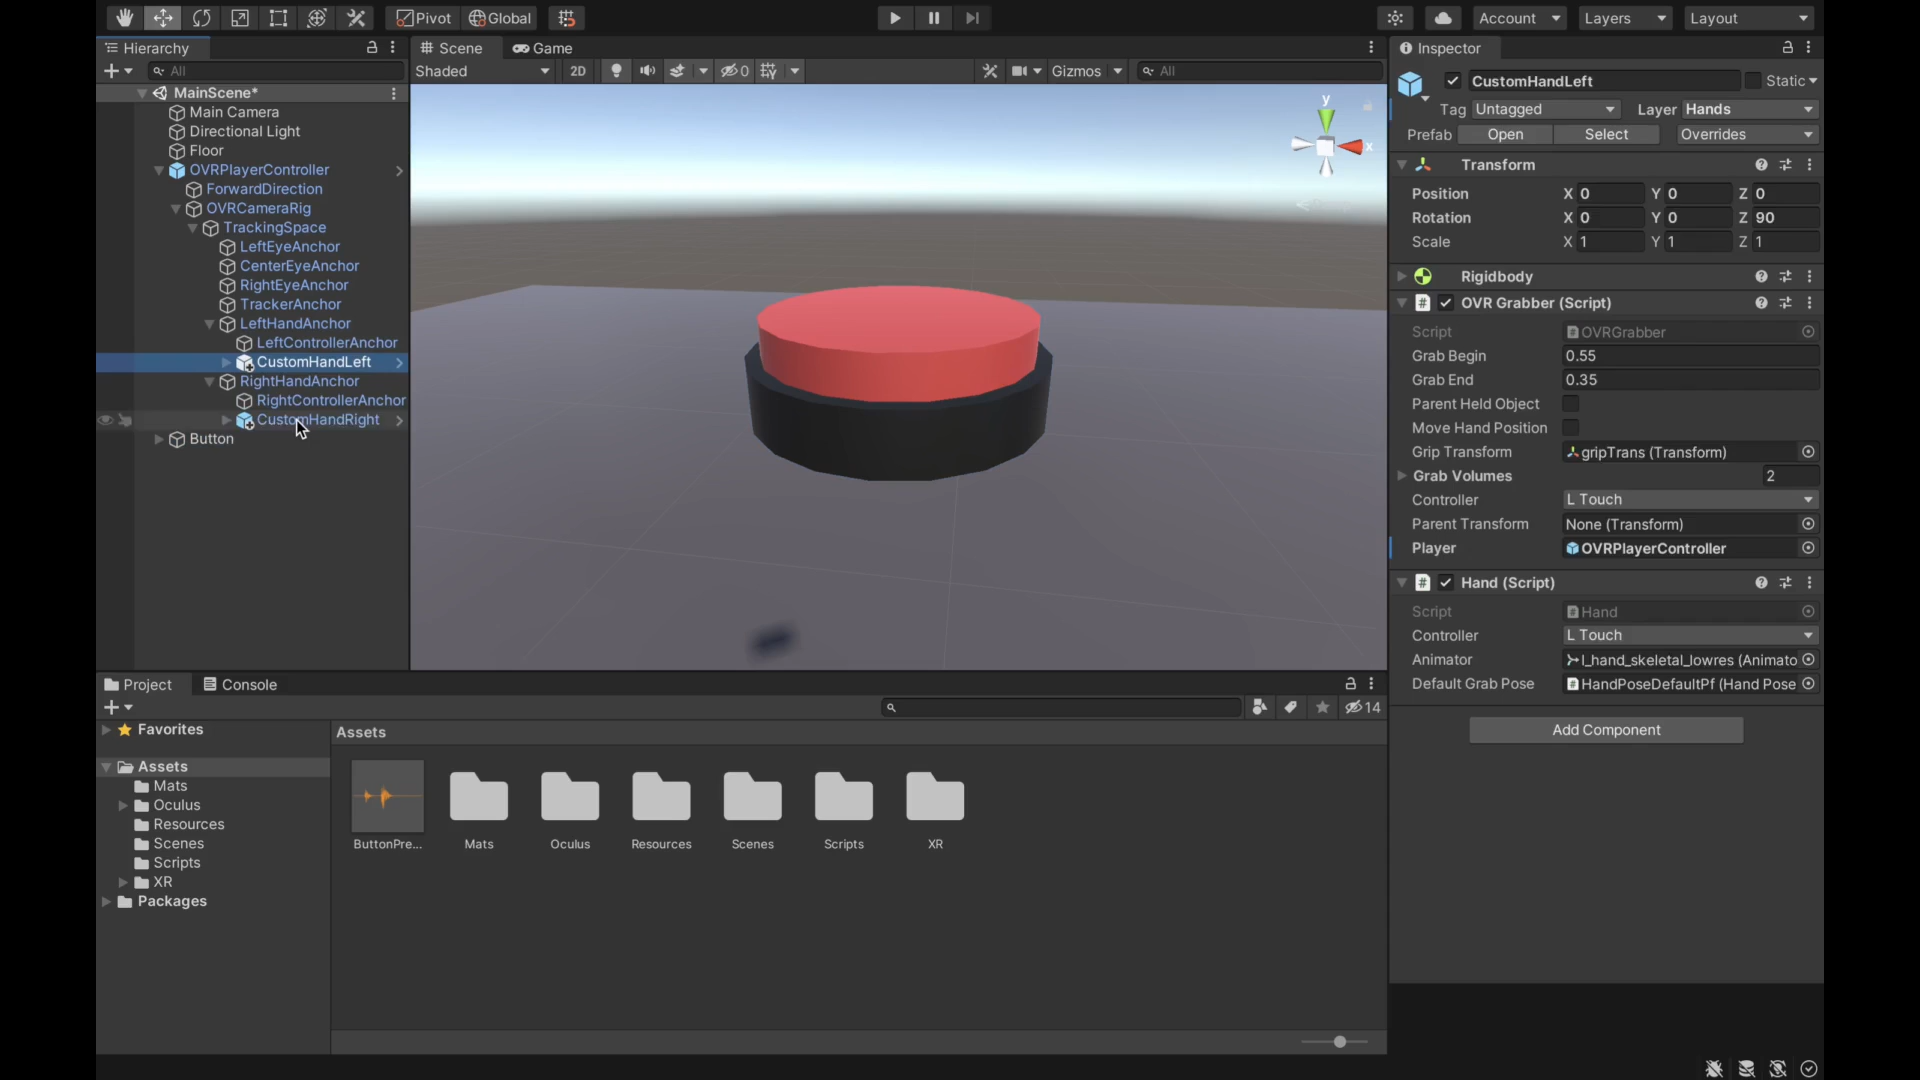 Pivot Global Account Layers Layout
Hierarchy Scene Game Inspector
All Shaded 2D 0 Gizmos All
MainScene*
Main Camera
Directional Light
Floor
OVRPlayerController
ForwardDirection
OVRCameraRig
TrackingSpace
LeftEyeAnchor
CenterEyeAnchor
RightEyeAnchor
TrackerAnchor
LeftHandAnchor
LeftControllerAnchor
CustomHandLeft
RightHandAnchor
RightControllerAnchor
CustomHandRight
Button
y
x
CustomHandLeft Static
Tag Untagged Layer Hands
Prefab Open Select Overrides
Transform
Position X 0 Y 0 Z 0
Rotation X 0 Y 0 Z 90
Scale X 1 Y 1 Z 1
Rigidbody
OVR Grabber (Script)
Script OVRGrabber
Grab Begin 0.55
Grab End 0.35
Parent Held Object
Move Hand Position
Grip Transform gripTrans (Transform)
Grab Volumes 2
Controller L Touch
Parent Transform None (Transform)
Player OVRPlayerController
Hand (Script)
Script Hand
Controller L Touch
Animator l_hand_skeletal_lowres (Animato
Default Grab Pose HandPoseDefaultPf (Hand Pose
Add Component
Project Console
14
Favorites
Assets
Mats
Oculus
Resources
Scenes
Scripts
XR
Packages
Assets
ButtonPre... Mats Oculus Resources Scenes Scripts XR